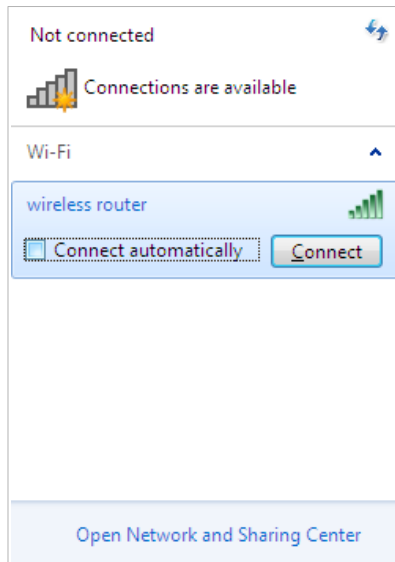 Not connected
Connections are available
Wi-Fi
wireless router
Connect automatically Connect
Open Network and Sharing Center